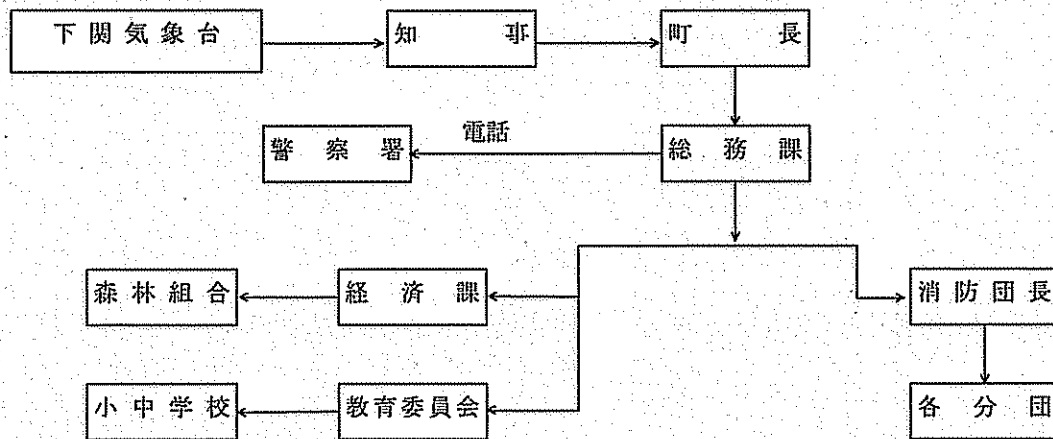 下関気象台
知事
町長
電話
警察署
総務課
森林組合
経済課
消防団長
小中学校
教育委員会
各分団